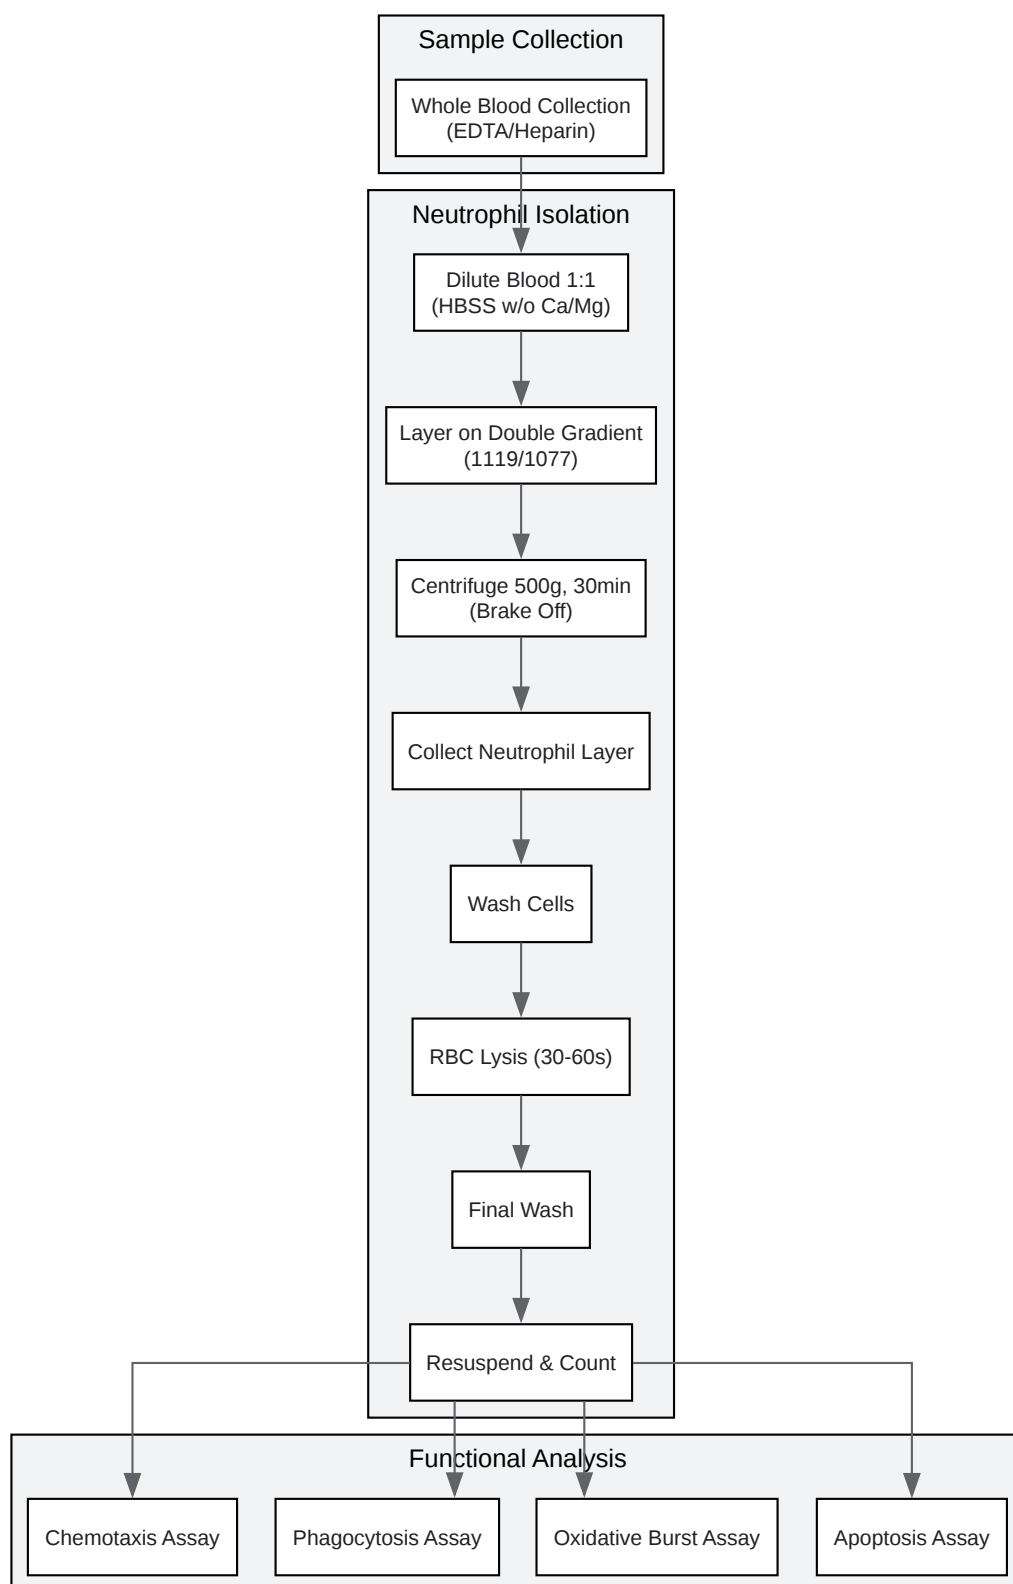 Sample Collection
Whole Blood Collection
(EDTA/Heparin)
Neutrophil Isolation
Dilute Blood 1:1
(HBSS w/o Ca/Mg)
Layer on Double Gradient
(1119/1077)
Centrifuge 500g, 30min
(Brake Off)
Collect Neutrophil Layer
Wash Cells
RBC Lysis (30-60s)
Final Wash
Resuspend & Count
Functional Analysis
Chemotaxis Assay
Phagocytosis Assay
Oxidative Burst Assay
Apoptosis Assay